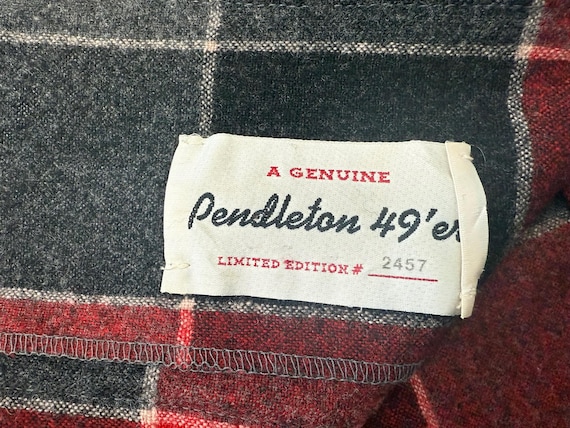 A GENUINE
Pendleton 49'er
LIMITED EDITION # 2457